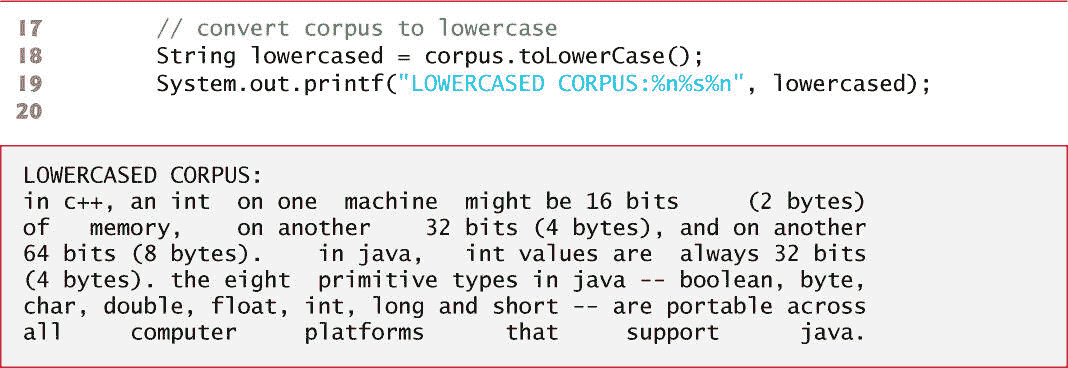 17        // convert corpus to lowercase
18        String lowercased = corpus.toLowerCase();
19        System.out.printf("LOWERCASED CORPUS:%n%s%n", lowercased);
20
LOWERCASED CORPUS:
in c++, an int  on one  machine  might be 16 bits     (2 bytes)
of   memory,    on another    32 bits (4 bytes), and on another
64 bits (8 bytes).    in java,   int values are  always 32 bits
(4 bytes). the eight  primitive types in java -- boolean, byte,
char, double, float, int, long and short -- are portable across
all     computer     platforms      that     support      java.